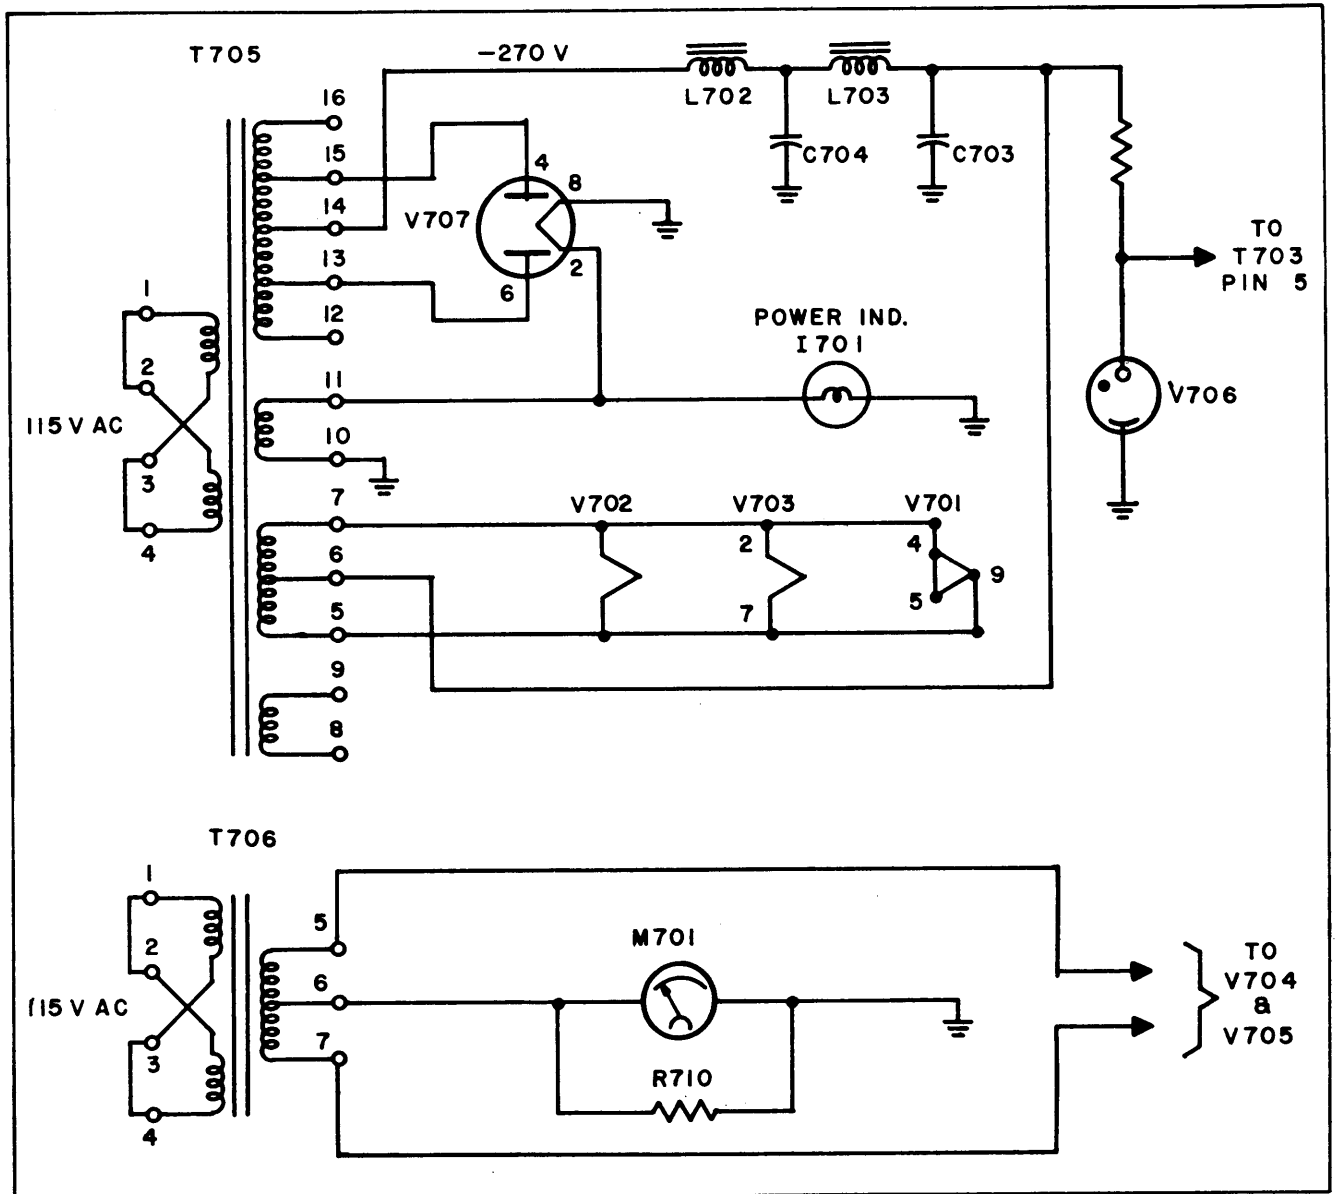 T705
-270 V
L702
L703
C704
C703
16
15
14
13
12
4
8
V707
2
6
TO
T703
PIN 5
1
2
115 V AC
3
4
POWER IND.
I701
V706
11
10
7
6
5
9
8
V702
V703
2
7
V701
4
5
9
T706
1
2
115 V AC
3
4
5
6
7
M701
R710
TO
V704
&
V705